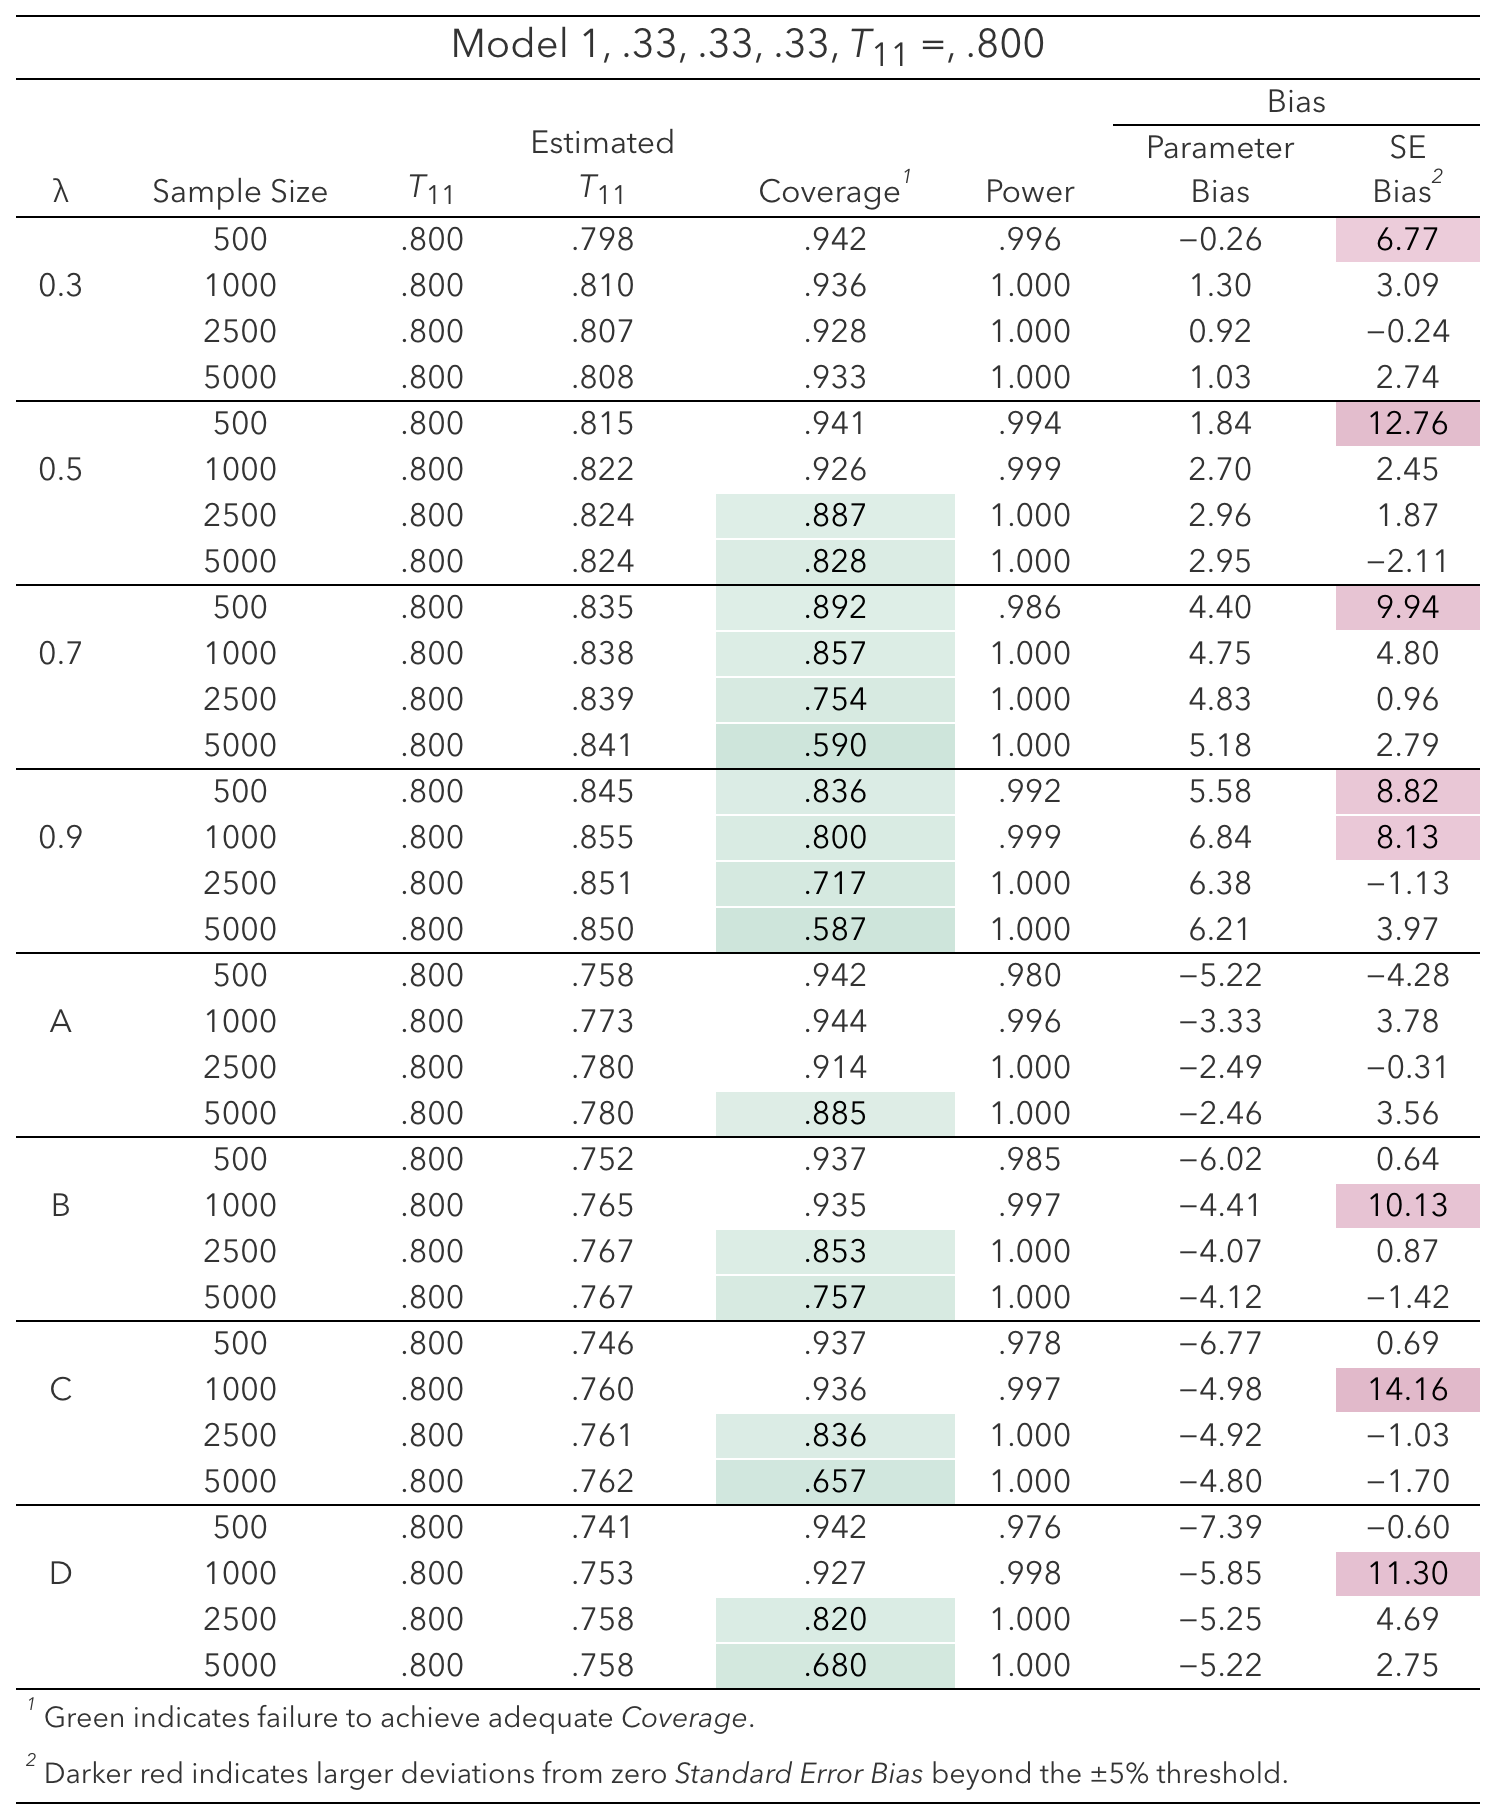 Model 1, .33, .33, .33, T11 =, .800
Bias
Estimated Parameter SE
λ Sample Size T11 T11 Coverage1 Power Bias Bias2
500 .800 .798 .942 .996 −0.26 6.77
0.3 1000 .800 .810 .936 1.000 1.30 3.09
2500 .800 .807 .928 1.000 0.92 −0.24
5000 .800 .808 .933 1.000 1.03 2.74
500 .800 .815 .941 .994 1.84 12.76
0.5 1000 .800 .822 .926 .999 2.70 2.45
2500 .800 .824 .887 1.000 2.96 1.87
5000 .800 .824 .828 1.000 2.95 −2.11
500 .800 .835 .892 .986 4.40 9.94
0.7 1000 .800 .838 .857 1.000 4.75 4.80
2500 .800 .839 .754 1.000 4.83 0.96
5000 .800 .841 .590 1.000 5.18 2.79
500 .800 .845 .836 .992 5.58 8.82
0.9 1000 .800 .855 .800 .999 6.84 8.13
2500 .800 .851 .717 1.000 6.38 −1.13
5000 .800 .850 .587 1.000 6.21 3.97
500 .800 .758 .942 .980 −5.22 −4.28
A 1000 .800 .773 .944 .996 −3.33 3.78
2500 .800 .780 .914 1.000 −2.49 −0.31
5000 .800 .780 .885 1.000 −2.46 3.56
500 .800 .752 .937 .985 −6.02 0.64
B 1000 .800 .765 .935 .997 −4.41 10.13
2500 .800 .767 .853 1.000 −4.07 0.87
5000 .800 .767 .757 1.000 −4.12 −1.42
500 .800 .746 .937 .978 −6.77 0.69
C 1000 .800 .760 .936 .997 −4.98 14.16
2500 .800 .761 .836 1.000 −4.92 −1.03
5000 .800 .762 .657 1.000 −4.80 −1.70
500 .800 .741 .942 .976 −7.39 −0.60
D 1000 .800 .753 .927 .998 −5.85 11.30
2500 .800 .758 .820 1.000 −5.25 4.69
5000 .800 .758 .680 1.000 −5.22 2.75
1 Green indicates failure to achieve adequate Coverage.
2 Darker red indicates larger deviations from zero Standard Error Bias beyond the ±5% threshold.